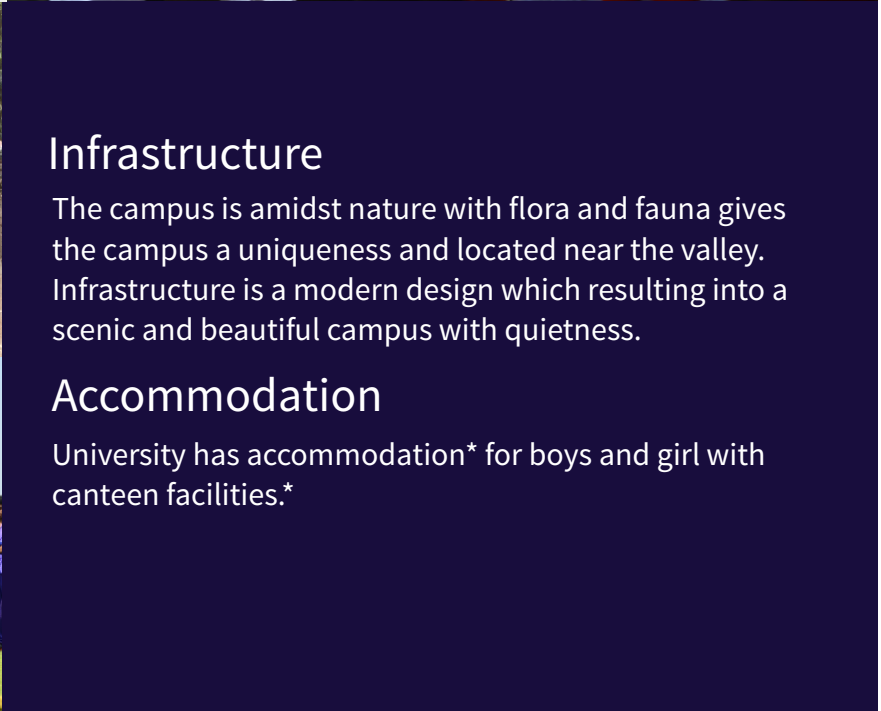 Infrastructure
The campus is amidst nature with flora and fauna gives
the campus a uniqueness and located near the valley.
Infrastructure is a modern design which resulting into a
scenic and beautiful campus with quietness.
Accommodation
University has accommodation* for boys and girl with
canteen facilities.*